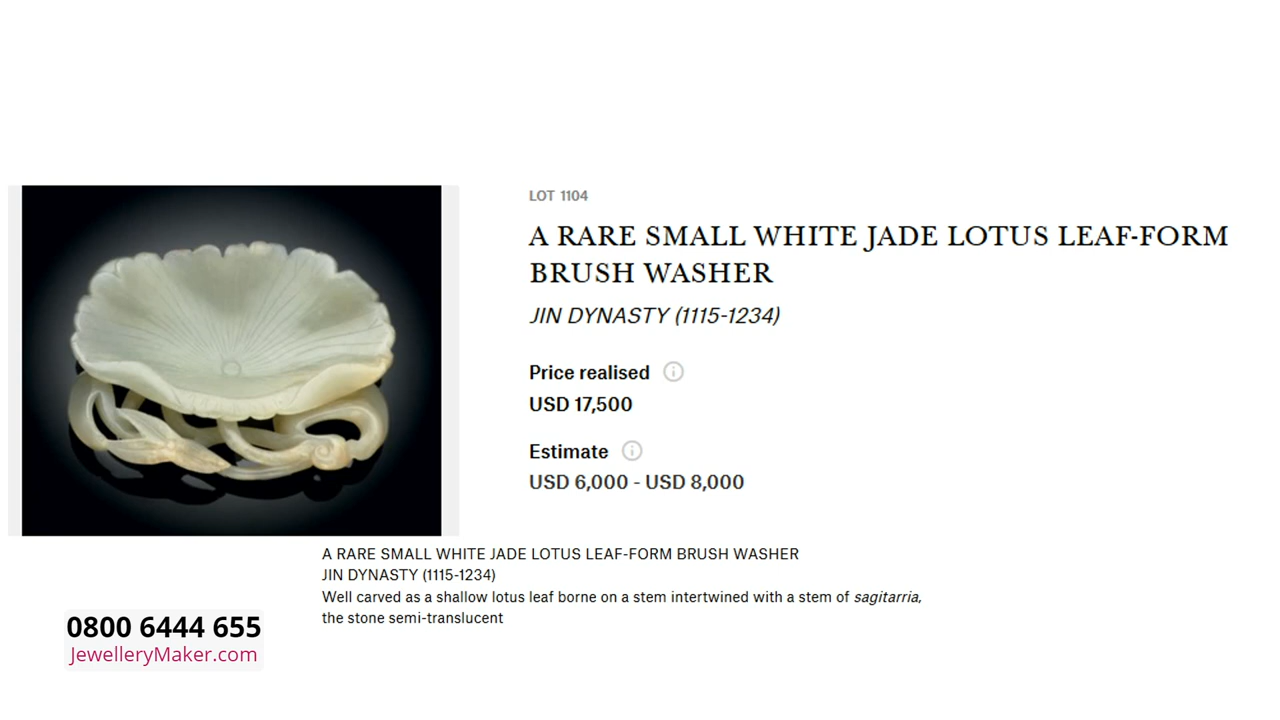 LOT 1104
A RARE SMALL WHITE JADE LOTUS LEAF-FORM
BRUSH WASHER
JIN DYNASTY (1115-1234)
Price realised
USD 17,500
Estimate
USD 6,000 - USD 8,000
A RARE SMALL WHITE JADE LOTUS LEAF-FORM BRUSH WASHER
JIN DYNASTY (1115-1234)
Well carved as a shallow lotus leaf borne on a stem intertwined with a stem of sagitarria,
the stone semi-translucent
0800 6444 655
JewelleryMaker.com